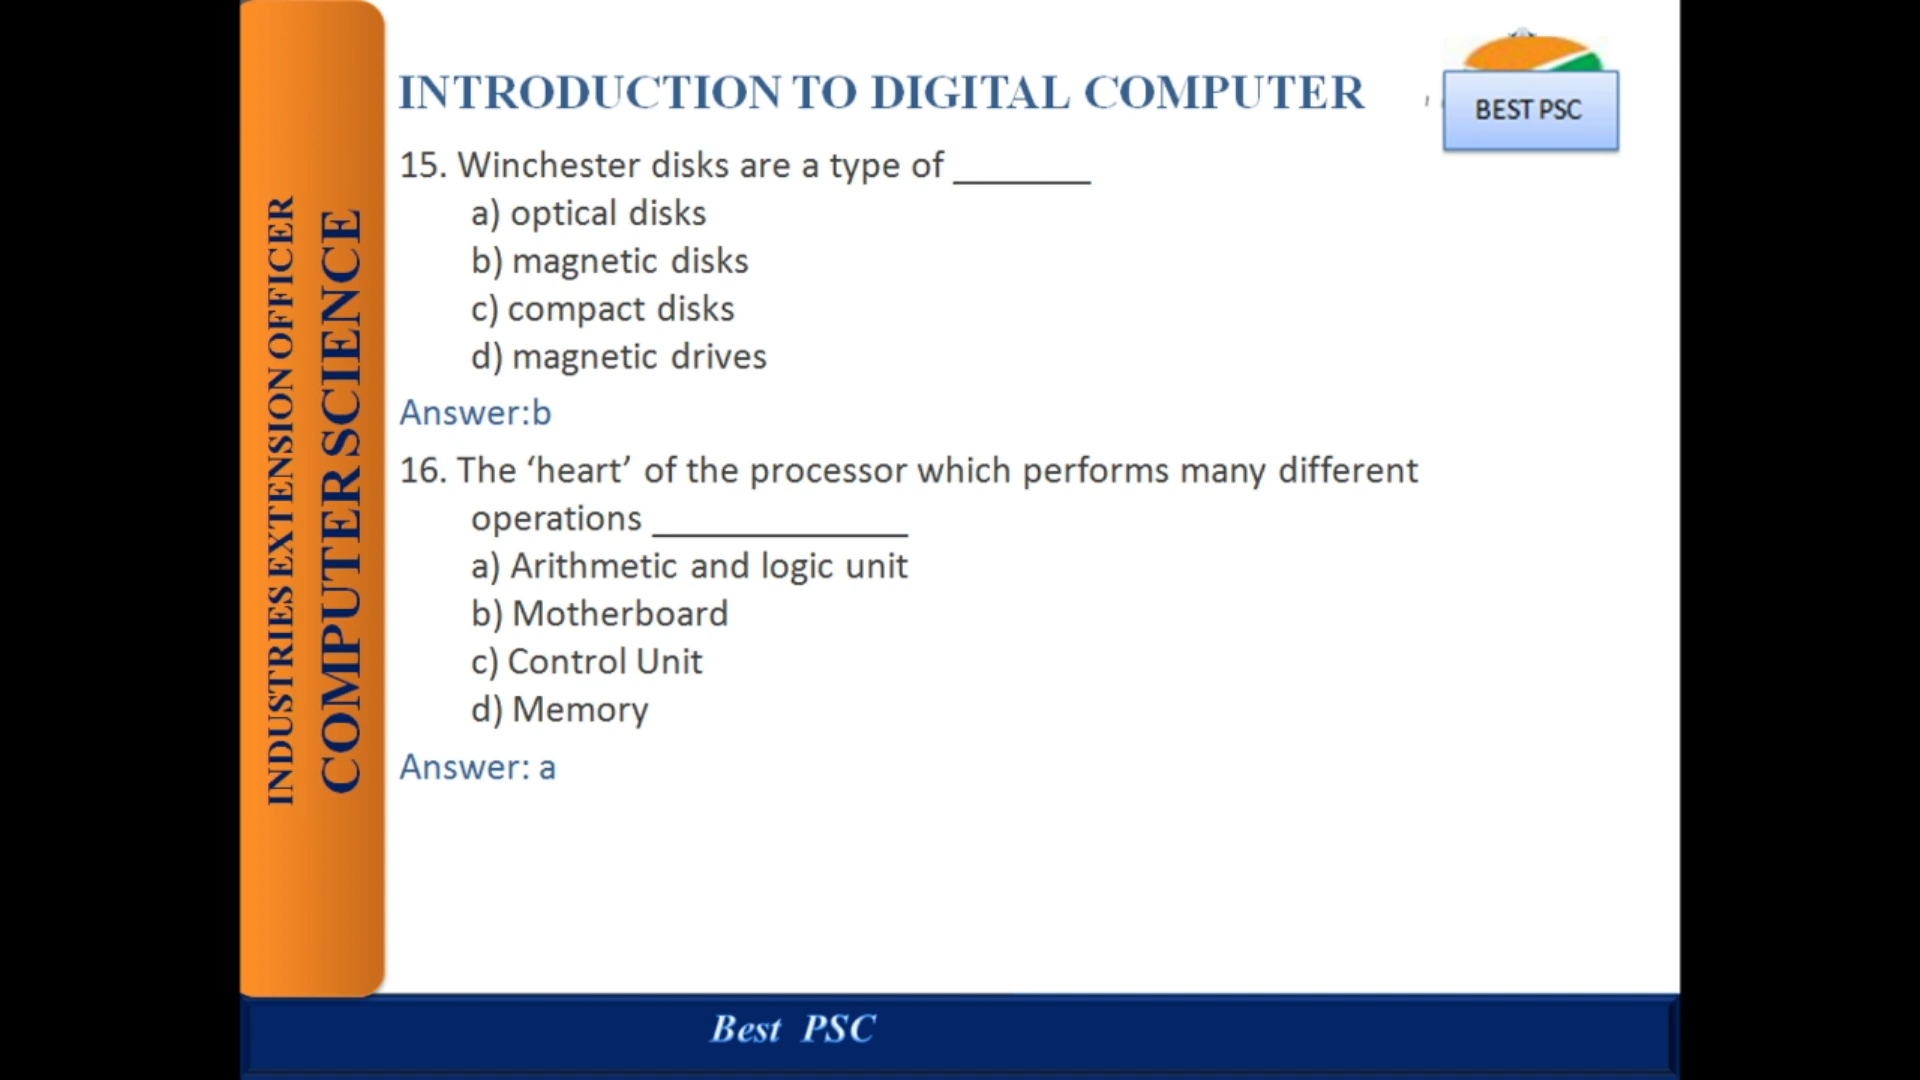 INDUSTRIES EXTENSION OFFICER
COMPUTER SCIENCE
INTRODUCTION TO DIGITAL COMPUTER
BEST PSC
15. Winchester disks are a type of ________
a) optical disks
b) magnetic disks
c) compact disks
d) magnetic drives
Answer:b
16. The ‘heart’ of the processor which performs many different
operations _______________
a) Arithmetic and logic unit
b) Motherboard
c) Control Unit
d) Memory
Answer: a
Best PSC